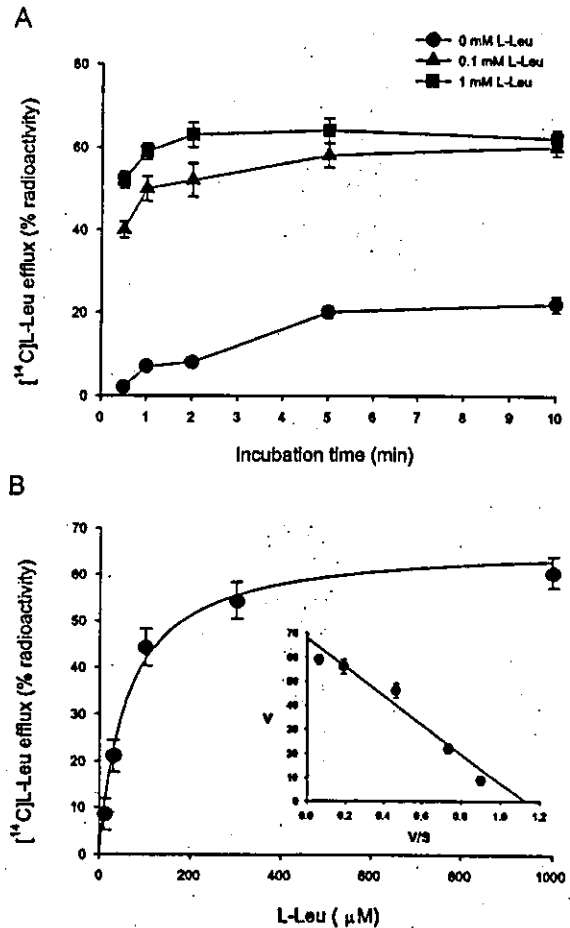 A
0 mM L-Leu
0.1 mM L-Leu
1 mM L-Leu
80
60
40
20
0
[¹⁴C]L-Leu efflux (% radioactivity)
0 1 2 3 4 5 6 7 8 9 10
Incubation time (min)
B
70
60
50
40
30
20
10
0
[¹⁴C]L-Leu efflux (% radioactivity)
70
60
50
40
30
20
10
0
V
0.0 0.2 0.4 0.6 0.8 1.0 1.2
V/S
0 200 400 600 800 1000
L-Leu ( μM)